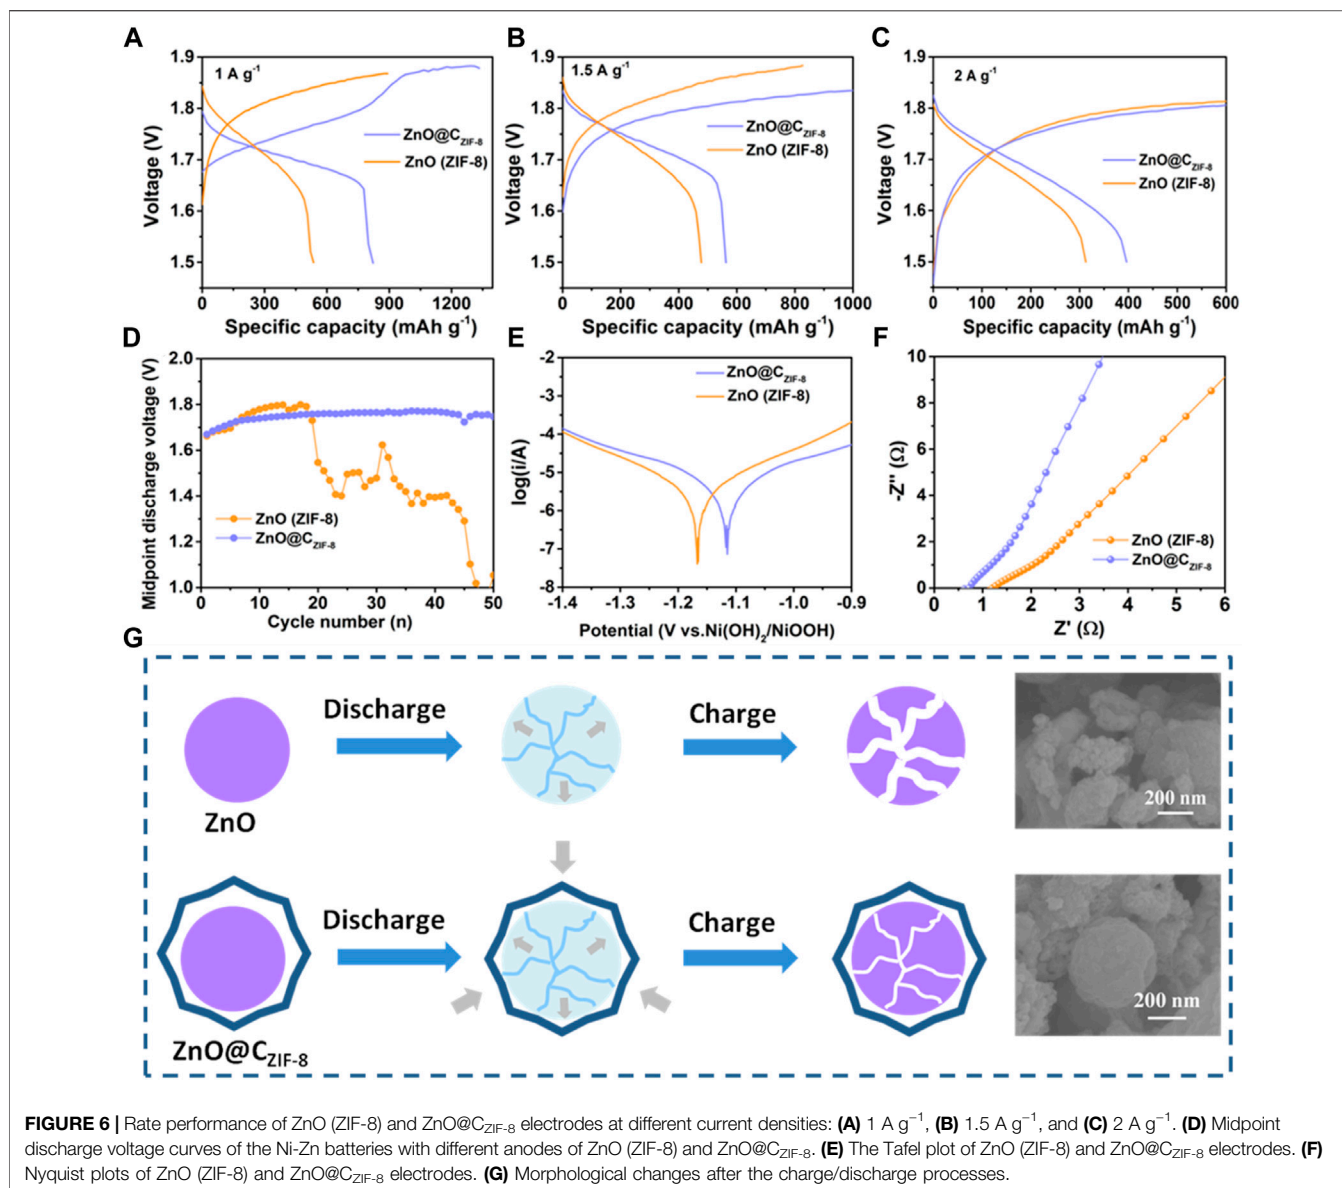 A
1.9
1.8
1.7
1.6
1.5
Voltage (V)
1 A g⁻¹
ZnO@C_ZIF-8
ZnO (ZIF-8)
0 300 600 900 1200
Specific capacity (mAh g⁻¹)
B
1.9
1.8
1.7
1.6
1.5
Voltage (V)
1.5 A g⁻¹
ZnO@C_ZIF-8
ZnO (ZIF-8)
0 200 400 600 800 1000
Specific capacity (mAh g⁻¹)
C
1.9
1.8
1.7
1.6
1.5
Voltage (V)
2 A g⁻¹
ZnO@C_ZIF-8
ZnO (ZIF-8)
0 100 200 300 400 500 600
Specific capacity (mAh g⁻¹)
D
2.0
1.8
1.6
1.4
1.2
1.0
Midpoint discharge voltage (V)
ZnO (ZIF-8)
ZnO@C_ZIF-8
0 10 20 30 40 50
Cycle number (n)
E
-2
-3
-4
-5
-6
-7
-8
log(i/A)
ZnO@C_ZIF-8
ZnO (ZIF-8)
-1.4 -1.3 -1.2 -1.1 -1.0 -0.9
Potential (V vs.Ni(OH)₂/NiOOH)
F
10
8
6
4
2
0
-Z'' (Ω)
ZnO (ZIF-8)
ZnO@C_ZIF-8
0 1 2 3 4 5 6
Z' (Ω)
G
Discharge
Charge
ZnO
200 nm
Discharge
Charge
ZnO@C_ZIF-8
200 nm
FIGURE 6 | Rate performance of ZnO (ZIF-8) and ZnO@C_ZIF-8 electrodes at different current densities: (A) 1 A g⁻¹, (B) 1.5 A g⁻¹, and (C) 2 A g⁻¹. (D) Midpoint
discharge voltage curves of the Ni-Zn batteries with different anodes of ZnO (ZIF-8) and ZnO@C_ZIF-8. (E) The Tafel plot of ZnO (ZIF-8) and ZnO@C_ZIF-8 electrodes. (F)
Nyquist plots of ZnO (ZIF-8) and ZnO@C_ZIF-8 electrodes. (G) Morphological changes after the charge/discharge processes.